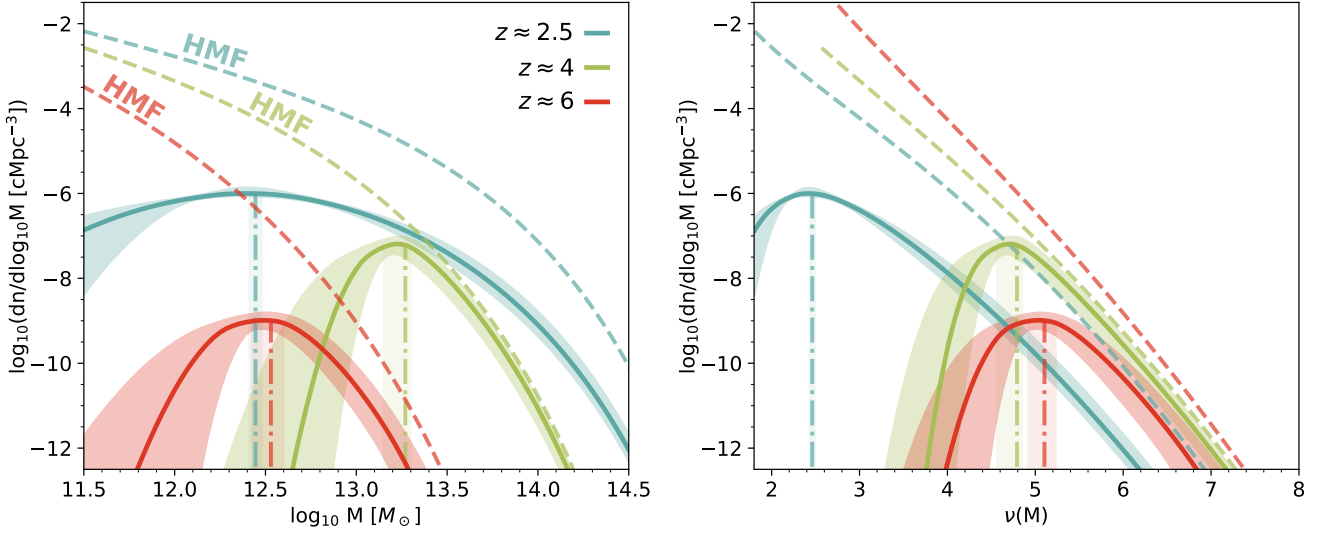 log₁₀(dn/dlog₁₀M [cMpc⁻³])
−2
−4
−6
−8
−10
−12
HMF
HMF
HMF
z ≈ 2.5
z ≈ 4
z ≈ 6
11.5 12.0 12.5 13.0 13.5 14.0 14.5
log₁₀ M [M⊙]
log₁₀(dn/dlog₁₀M [cMpc⁻³])
−2
−4
−6
−8
−10
−12
2 3 4 5 6 7 8
ν(M)